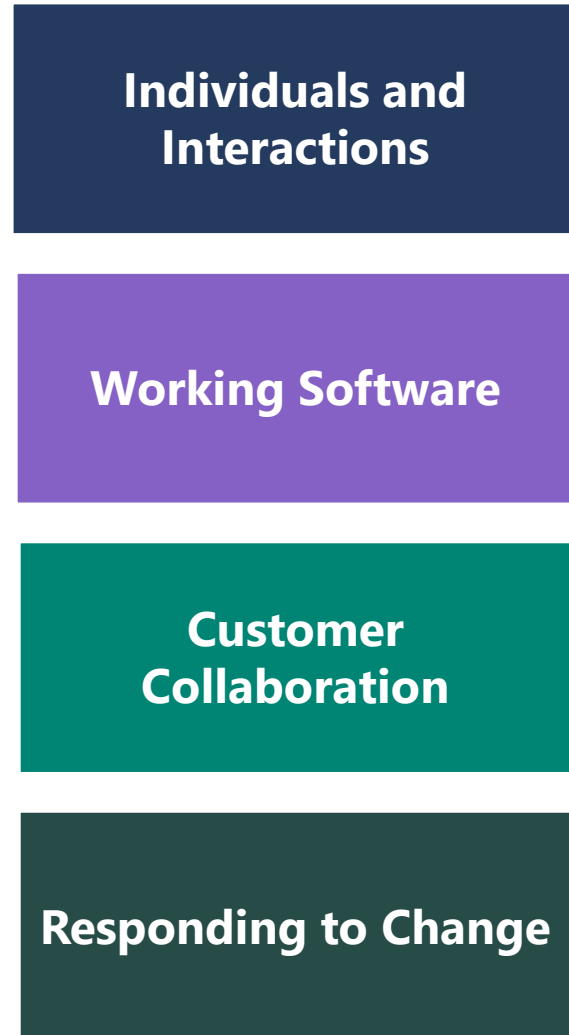 Individuals and
Interactions
Working Software
Customer
Collaboration
Responding to Change